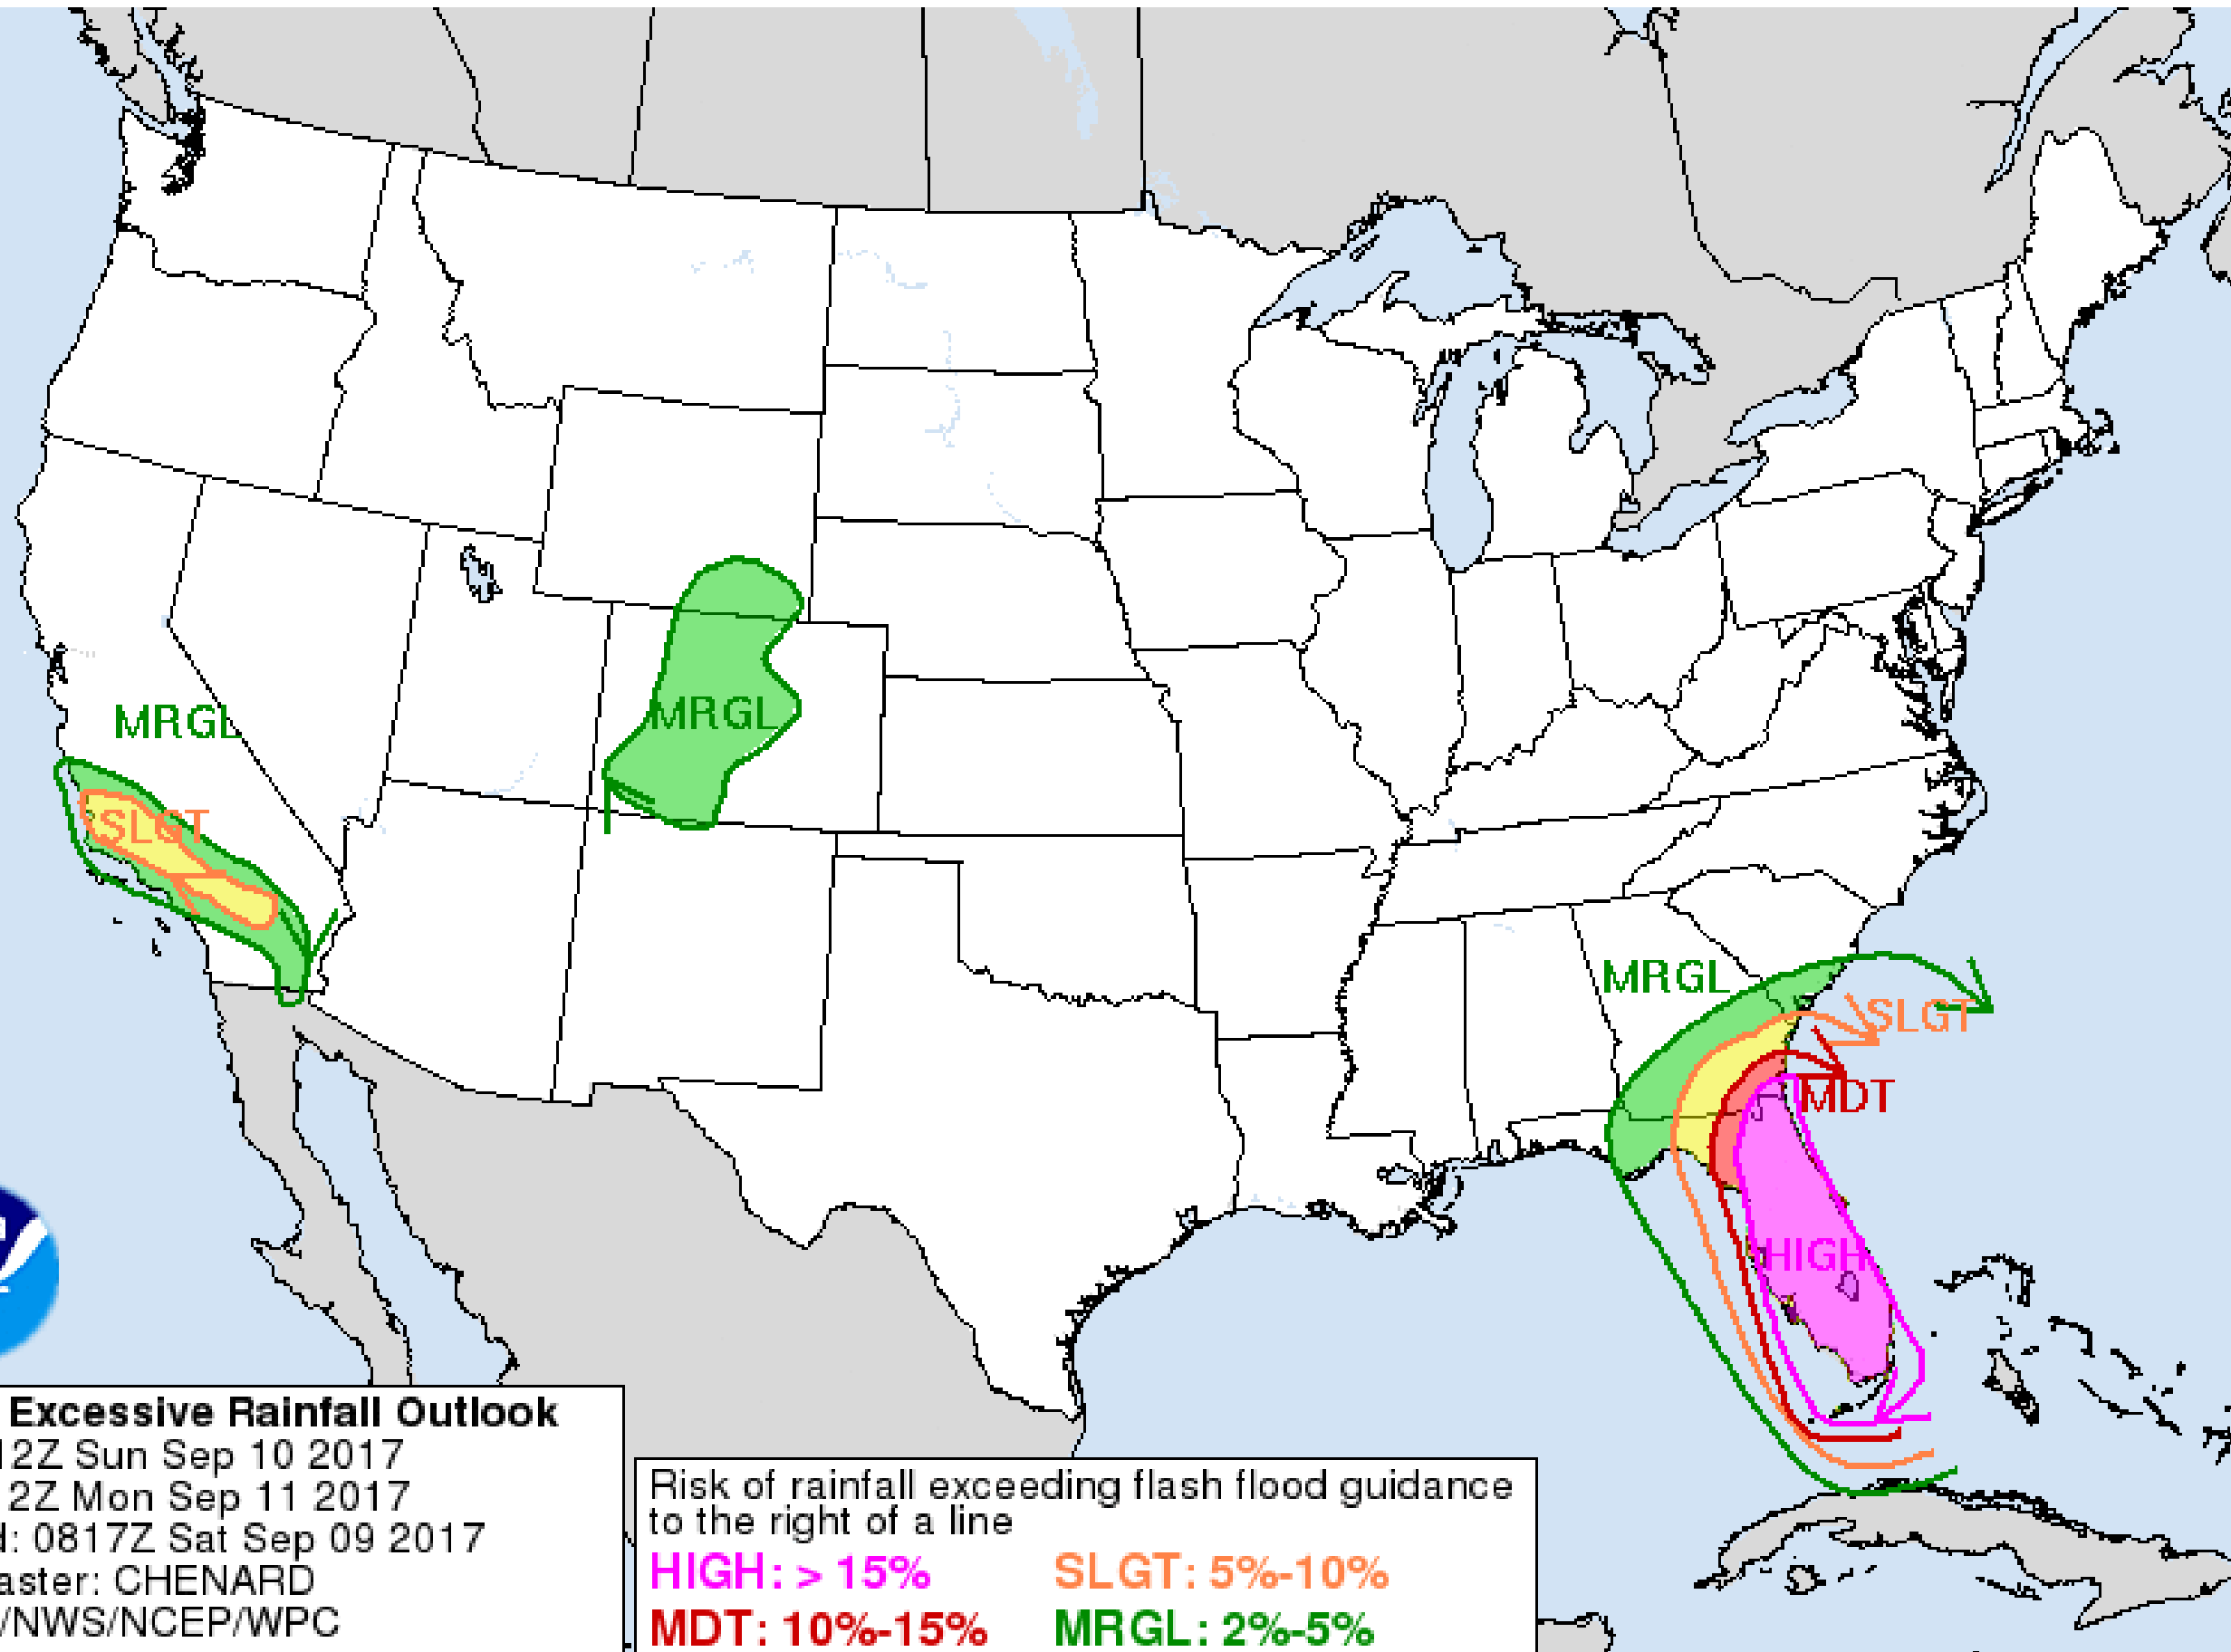 MRGL
MRGL
SLGT
MRGL
SLGT
MDT
HIGH
Excessive Rainfall Outlook
12Z Sun Sep 10 2017
2Z Mon Sep 11 2017
d: 0817Z Sat Sep 09 2017
aster: CHENARD
/NWS/NCEP/WPC
Risk of rainfall exceeding flash flood guidance
to the right of a line
HIGH: > 15% SLGT: 5%-10%
MDT: 10%-15% MRGL: 2%-5%